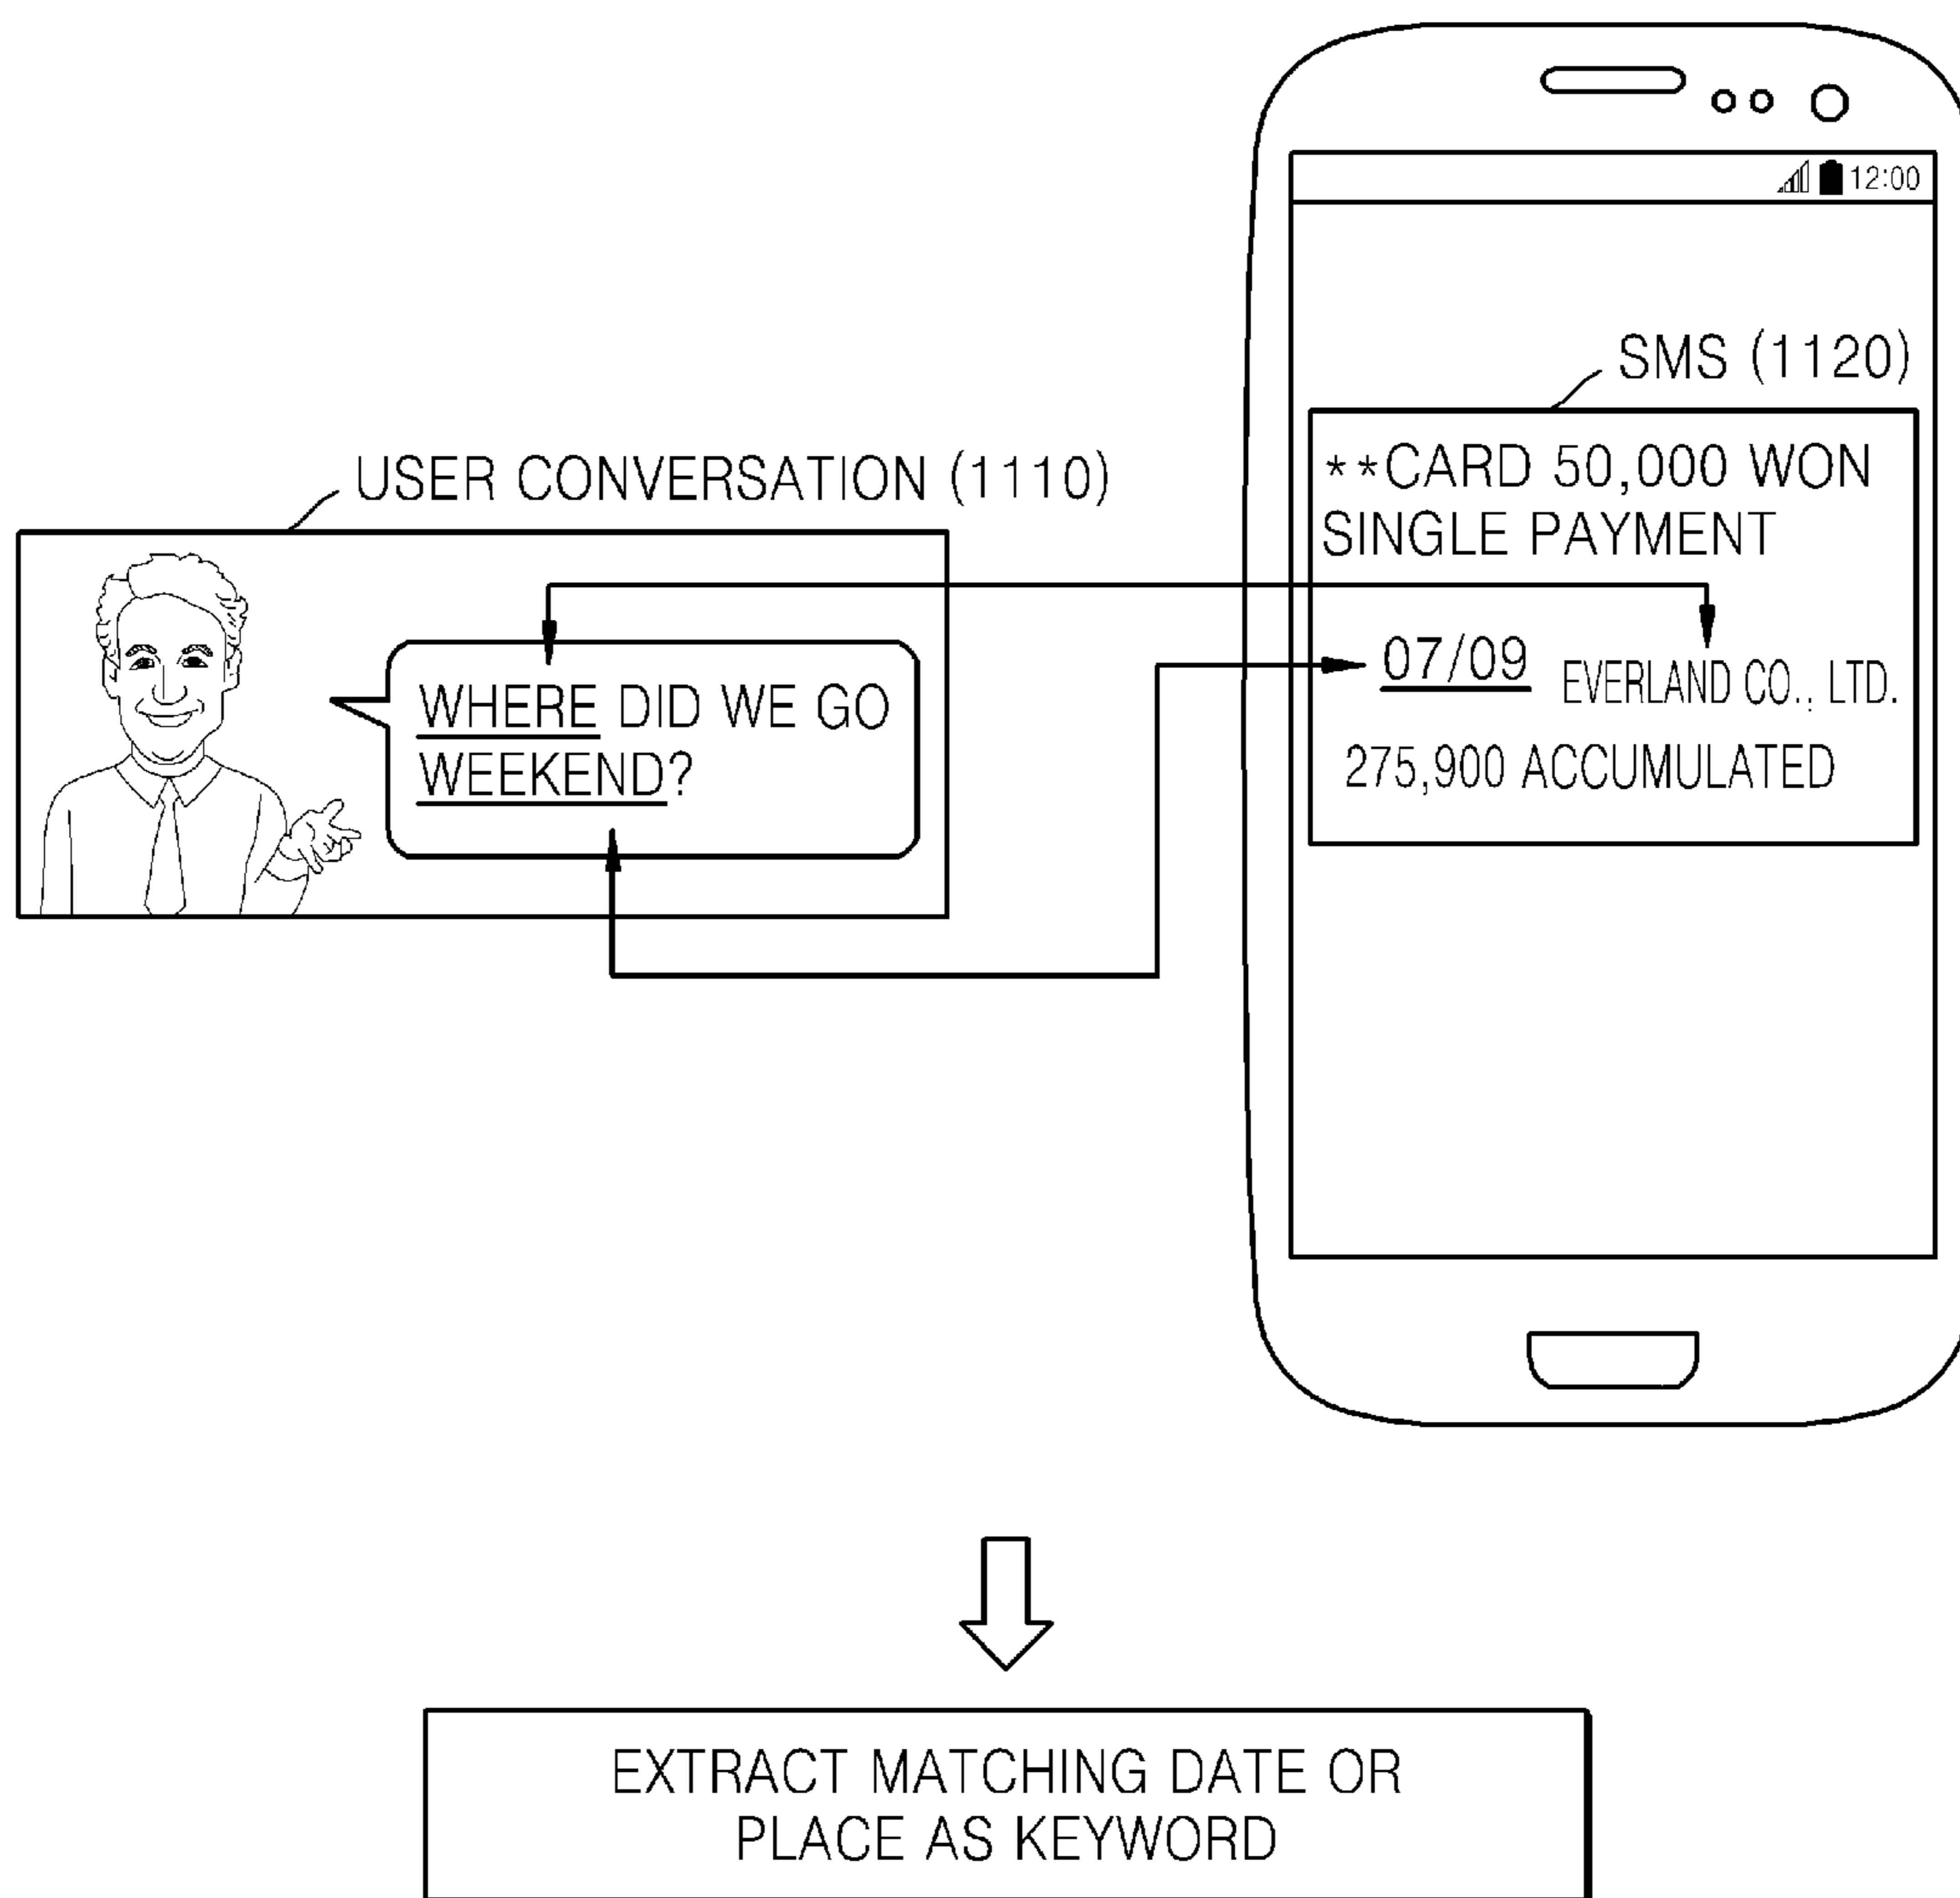 12:00
SMS (1120)
**CARD 50,000 WON
SINGLE PAYMENT
07/09 EVERLAND CO., LTD.
275,900 ACCUMULATED
USER CONVERSATION (1110)
WHERE DID WE GO
WEEKEND?
EXTRACT MATCHING DATE OR
PLACE AS KEYWORD